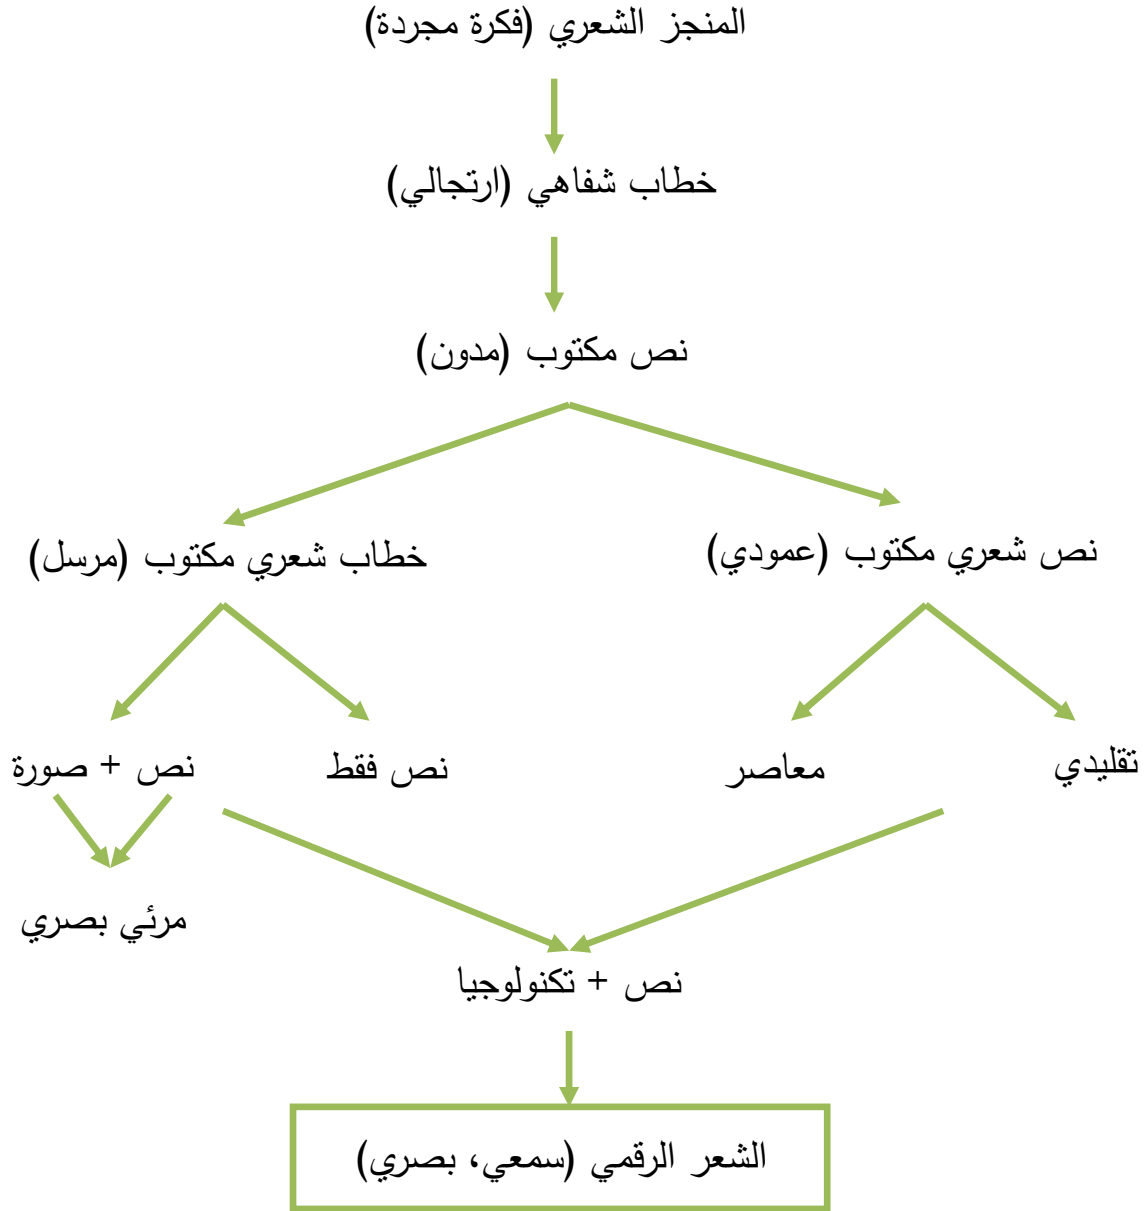 المنجز الشعري (فكرة مجردة)
خطاب شفاهي (ارتجالي)
نص مكتوب (مدون)
نص شعري مكتوب (عمودي)
خطاب شعري مكتوب (مرسل)
تقليدي
معاصر
نص فقط
نص + صورة
مرئي بصري
نص + تكنولوجيا
الشعر الرقمي (سمعي، بصري)